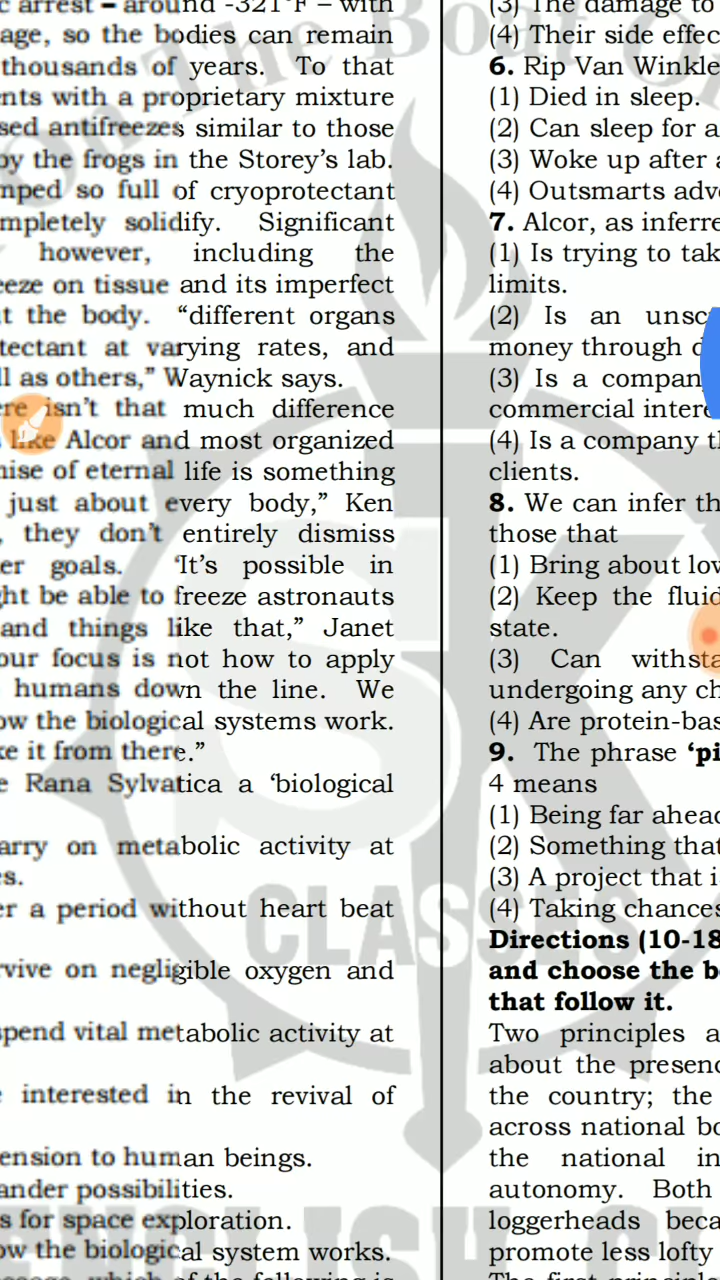 arrest – around -321°F – with
age, so the bodies can remain
thousands of years. To that
nts with a proprietary mixture
sed antifreezes similar to those
by the frogs in the Storey's lab.
mped so full of cryoprotectant
mpletely solidify. Significant
however, including the
eeze on tissue and its imperfect
t the body. "different organs
tectant at varying rates, and
ll as others," Waynick says.
ere isn't that much difference
like Alcor and most organized
mise of eternal life is something
just about every body," Ken
, they don't entirely dismiss
er goals. "It's possible in
ght be able to freeze astronauts
and things like that," Janet
our focus is not how to apply
humans down the line. We
ow the biological systems work.
ke it from there."
e Rana Sylvatica a 'biological
arry on metabolic activity at
es.
er a period without heart beat
rvive on negligible oxygen and
spend vital metabolic activity at
e interested in the revival of
ension to human beings.
ander possibilities.
s for space exploration.
ow the biological system works.
(3) The damage to
(4) Their side effec
6. Rip Van Winkle
(1) Died in sleep.
(2) Can sleep for a
(3) Woke up after a
(4) Outsmarts adve
7. Alcor, as inferre
(1) Is trying to tak
limits.
(2) Is an unsc
money through d
(3) Is a compan
commercial intere
(4) Is a company th
clients.
8. We can infer th
those that
(1) Bring about lov
(2) Keep the fluid
state.
(3) Can withsta
undergoing any ch
(4) Are protein-bas
9. The phrase 'pi
4 means
(1) Being far ahead
(2) Something that
(3) A project that i
(4) Taking chances
Directions (10-18
and choose the be
that follow it.
Two principles a
about the presenc
the country; the
across national bo
the national in
autonomy. Both
loggerheads beca
promote less lofty
The first principle
The Boat O
SK
CLASSES